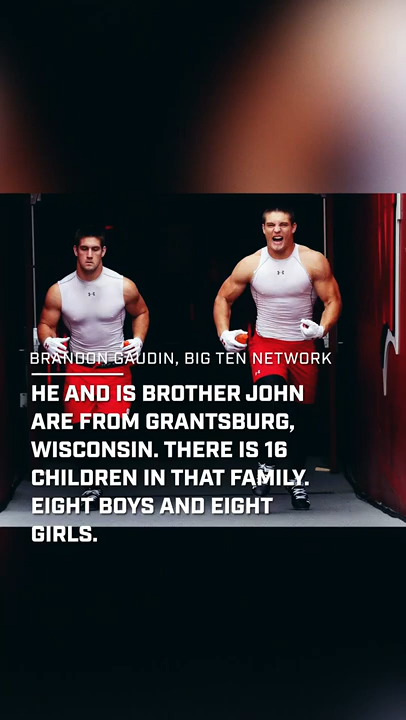 BRANDON GAUDIN, BIG TEN NETWORK
HE AND IS BROTHER JOHN
ARE FROM GRANTSBURG,
WISCONSIN. THERE IS 16
CHILDREN IN THAT FAMILY.
EIGHT BOYS AND EIGHT
GIRLS.